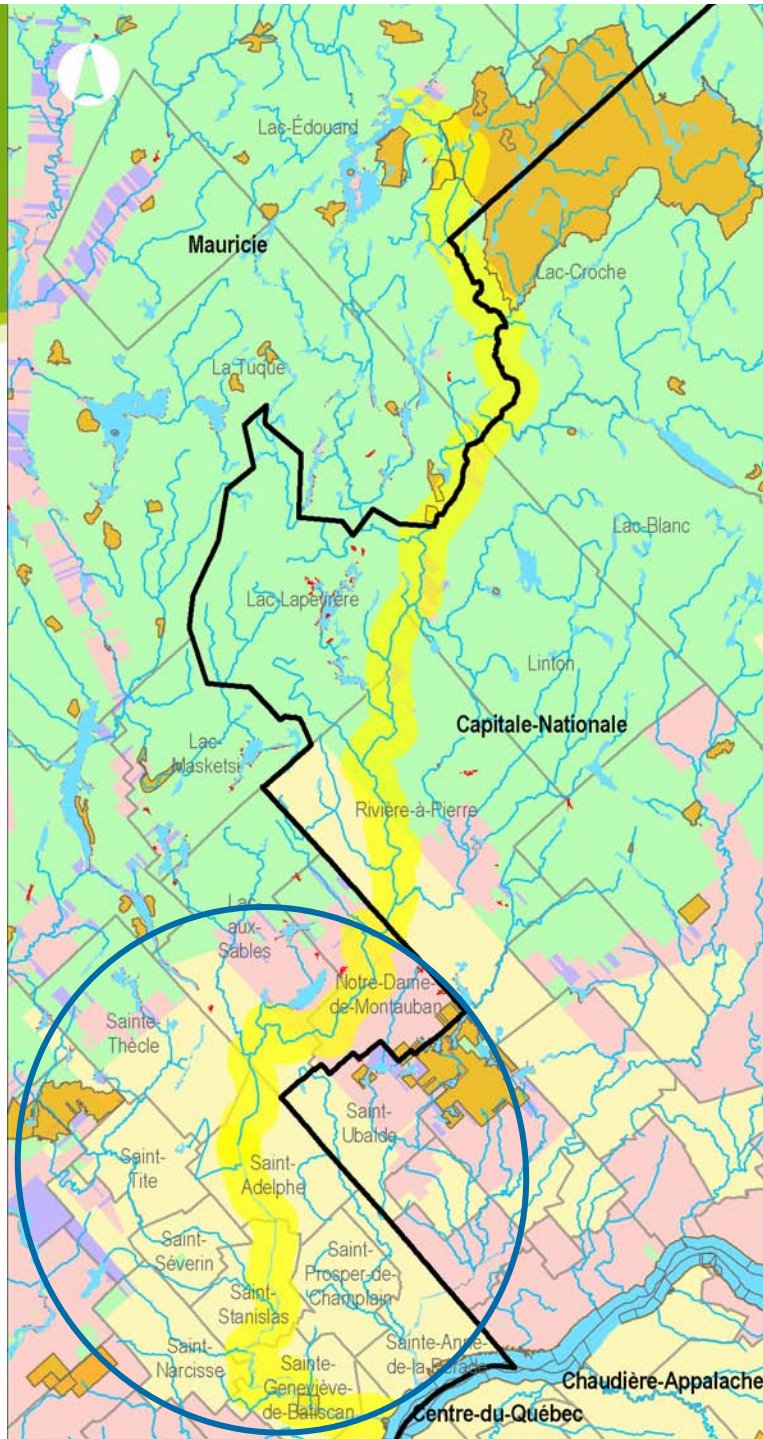 Lac-Édouard
Mauricie
Lac-Croche
La Tuque
Lac-Blanc
Lac-Lapeyrère
Linton
Capitale-Nationale
Lac-
Masketsi
Rivière-à-Pierre
Lac-
aux-
Sables
Notre-Dame-
de-Montauban
Sainte-
Thècle
Saint-
Ubalde
Saint-
Tite
Saint-
Adelphe
Saint-
Séverin
Saint-
Prosper-de-
Champlain
Saint-
Stanislas
Saint-
Narcisse
Sainte-Anne-
de-la-Pérade
Sainte-
Geneviève-
de-Batiscan
Chaudière-Appalache
Centre-du-Québec